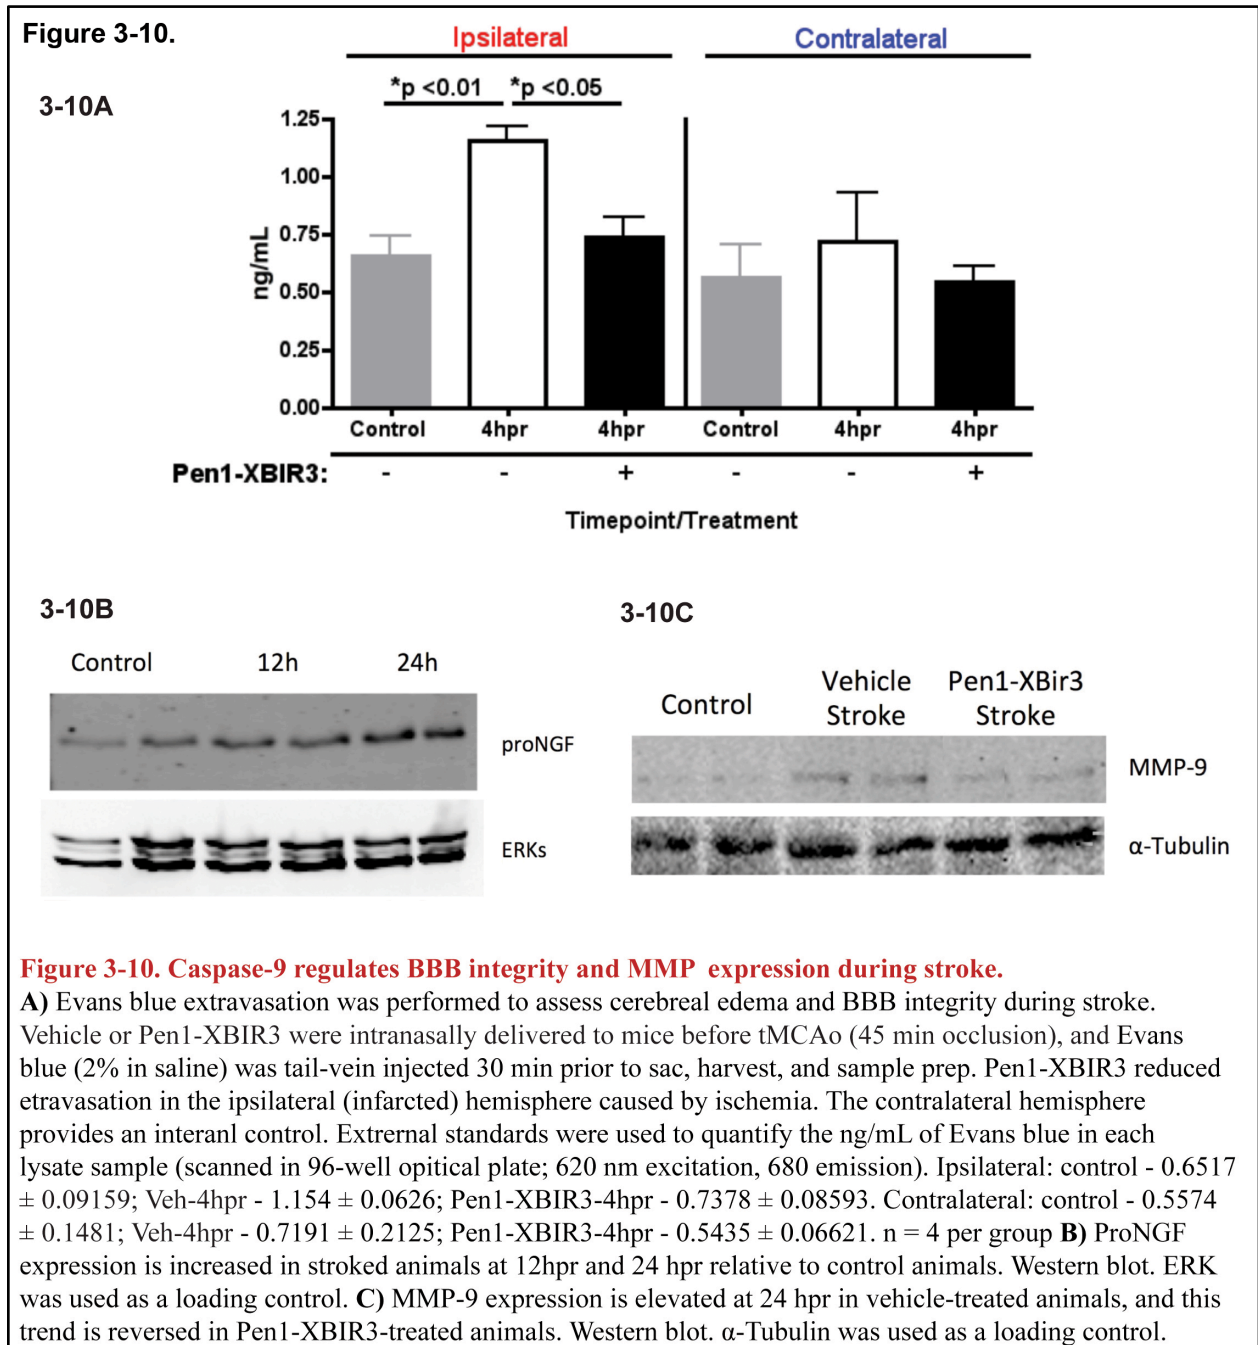 Figure 3-10.
Ipsilateral
Contralateral
3-10A
*p <0.01
*p <0.05
1.25
1.00
0.75
0.50
0.25
0.00
ng/mL
Control 4hpr 4hpr Control 4hpr 4hpr
Pen1-XBIR3: - - + - - +
Timepoint/Treatment
3-10B
Control 12h 24h
proNGF
ERKs
3-10C
Control
Vehicle
Stroke
Pen1-XBir3
Stroke
MMP-9
α-Tubulin
Figure 3-10. Caspase-9 regulates BBB integrity and MMP expression during stroke.
A) Evans blue extravasation was performed to assess cerebreal edema and BBB integrity during stroke.
Vehicle or Pen1-XBIR3 were intranasally delivered to mice before tMCAo (45 min occlusion), and Evans
blue (2% in saline) was tail-vein injected 30 min prior to sac, harvest, and sample prep. Pen1-XBIR3 reduced
etravasation in the ipsilateral (infarcted) hemisphere caused by ischemia. The contralateral hemisphere
provides an interanl control. Extrernal standards were used to quantify the ng/mL of Evans blue in each
lysate sample (scanned in 96-well opitical plate; 620 nm excitation, 680 emission). Ipsilateral: control - 0.6517
± 0.09159; Veh-4hpr - 1.154 ± 0.0626; Pen1-XBIR3-4hpr - 0.7378 ± 0.08593. Contralateral: control - 0.5574
± 0.1481; Veh-4hpr - 0.7191 ± 0.2125; Pen1-XBIR3-4hpr - 0.5435 ± 0.06621. n = 4 per group B) ProNGF
expression is increased in stroked animals at 12hpr and 24 hpr relative to control animals. Western blot. ERK
was used as a loading control. C) MMP-9 expression is elevated at 24 hpr in vehicle-treated animals, and this
trend is reversed in Pen1-XBIR3-treated animals. Western blot. α-Tubulin was used as a loading control.